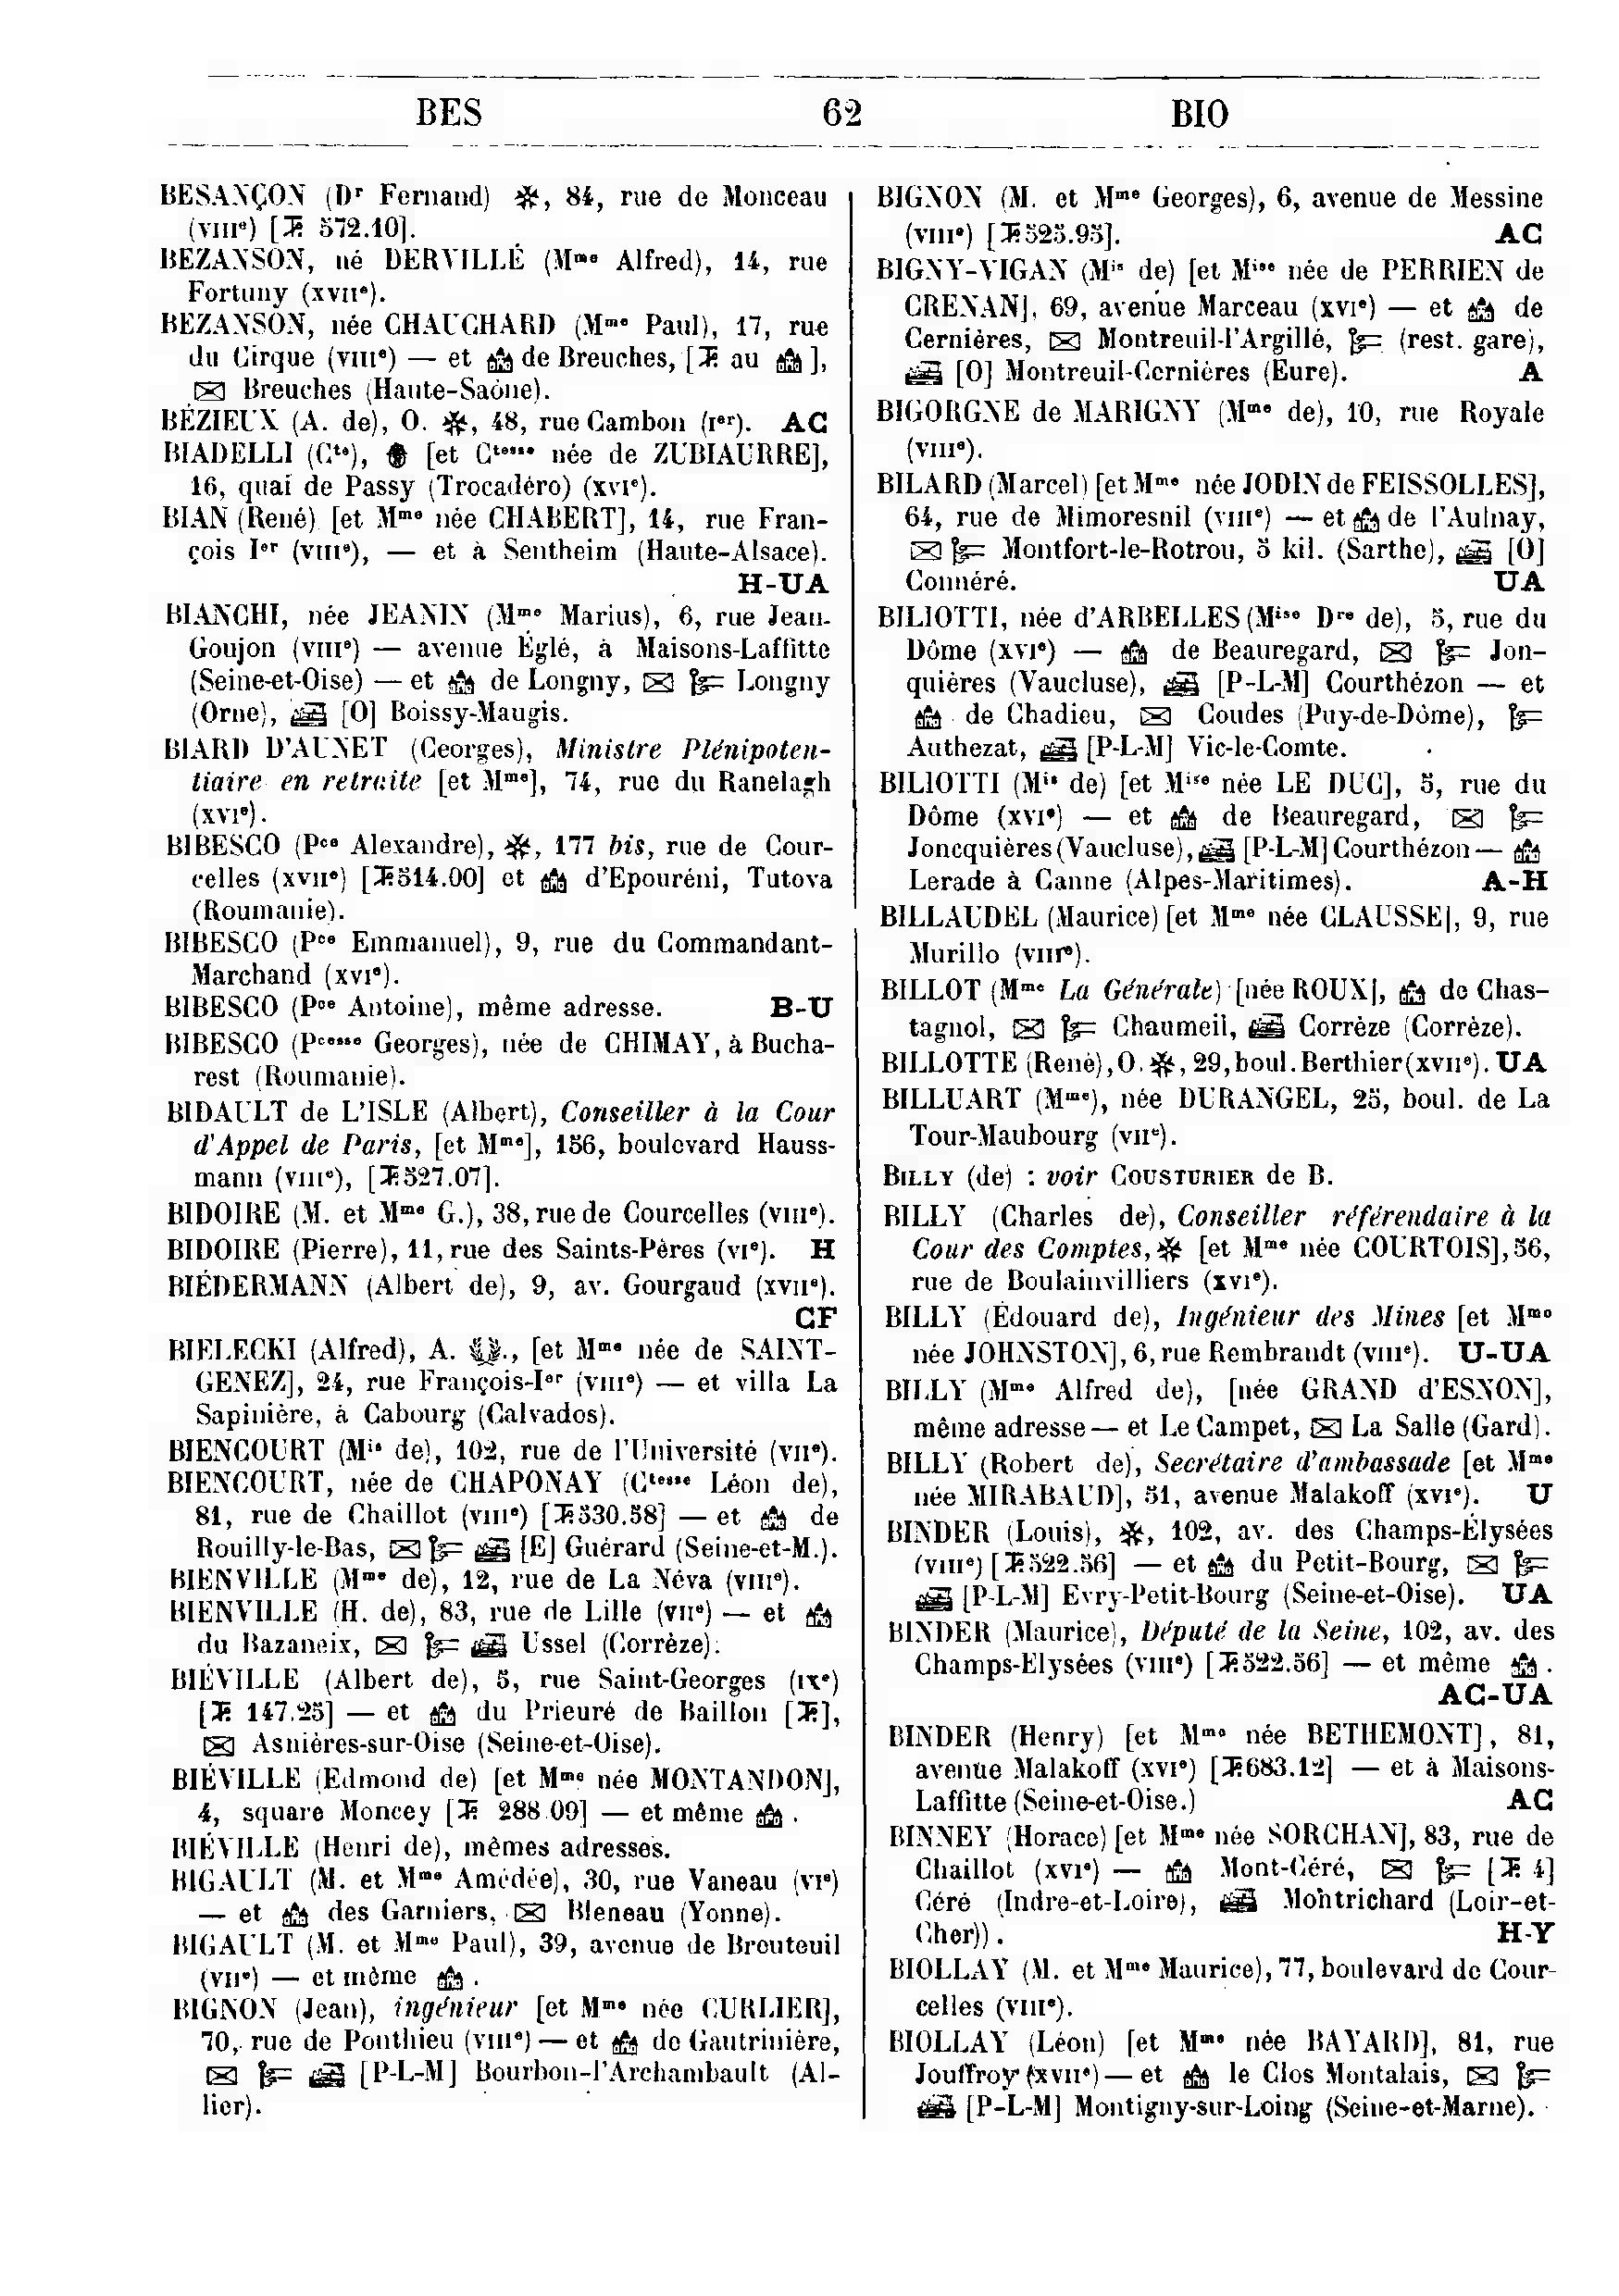 BES 62 BIO
BESANÇON (Dr Fernand) ✻, 84, rue de Monceau
(VIIIe) [T. 572.10].
BEZANSON, né DERVILLÉ (Mme Alfred), 14, rue
Fortuny (XVIIe).
BEZANSON, née CHAUCHARD (Mme Paul), 17, rue
du Cirque (VIIIe) — et de Breuches, [T. au ],
✉ Breuches (Haute-Saône).
BÉZIEUX (A. de), O. ✻, 48, rue Cambon (Ier). AC
BIADELLI (Cte), [et Ctesse née de ZUBIAURRE],
16, quai de Passy (Trocadéro) (XVIe).
BIAN (René) [et Mme née CHABERT], 14, rue Fran-
çois Ier (VIIIe), — et à Sentheim (Haute-Alsace).
H-UA
BIANCHI, née JEANIN (Mme Marius), 6, rue Jean-
Goujon (VIIIe) — avenue Églé, à Maisons-Laffitte
(Seine-et-Oise) — et de Longny, ✉ Longny
(Orne), [O] Boissy-Maugis.
BIARD D'AUNET (Georges), Ministre Plénipoten-
tiaire en retraite [et Mme], 74, rue du Ranelagh
(XVIe).
BIBESCO (Pce Alexandre), ✻, 177 bis, rue de Cour-
celles (XVIIe) [T. 514.00] et d'Epouréni, Tutova
(Roumanie).
BIBESCO (Pce Emmanuel), 9, rue du Commandant-
Marchand (XVIe).
BIBESCO (Pce Antoine), même adresse. B-U
BIBESCO (Pcesse Georges), née de CHIMAY, à Bucha-
rest (Roumanie).
BIDAULT de L'ISLE (Albert), Conseiller à la Cour
d'Appel de Paris, [et Mme], 156, boulevard Hauss-
mann (VIIIe), [T. 527.07].
BIDOIRE (M. et Mme G.), 38, rue de Courcelles (VIIIe).
BIDOIRE (Pierre), 11, rue des Saints-Pères (VIe). H
BIÉDERMANN (Albert de), 9, av. Gourgaud (XVIIe).
CF
BIELECKI (Alfred), A. ., [et Mme née de SAINT-
GENEZ], 24, rue François-Ier (VIIIe) — et villa La
Sapinière, à Cabourg (Calvados).
BIENCOURT (Mis de), 102, rue de l'Université (VIIe).
BIENCOURT, née de CHAPONAY (Ctesse Léon de),
81, rue de Chaillot (VIIIe) [T. 530.58] — et de
Rouilly-le-Bas, ✉ [E] Guérard (Seine-et-M.).
BIENVILLE (Mme de), 12, rue de La Néva (VIIIe).
BIENVILLE (H. de), 83, rue de Lille (VIIe) — et
du Bazaneix, ✉ Ussel (Corrèze).
BIÉVILLE (Albert de), 5, rue Saint-Georges (IXe)
[T. 147.25] — et du Prieuré de Baillon [T.],
✉ Asnières-sur-Oise (Seine-et-Oise).
BIÉVILLE (Edmond de) [et Mme née MONTANDON],
4, square Moncey [T. 288.09] — et même .
BIÉVILLE (Henri de), mêmes adresses.
BIGAULT (M. et Mme Amédée), 30, rue Vaneau (VIe)
— et des Garniers, ✉ Bleneau (Yonne).
BIGAULT (M. et Mme Paul), 39, avenue de Breteuil
(VIIe) — et même .
BIGNON (Jean), ingénieur [et Mme née CURLIER],
70, rue de Ponthieu (VIIIe) — et de Gautrinière,
✉ [P-L-M] Bourbon-l'Archambault (Al-
lier).
BIGNON (M. et Mme Georges), 6, avenue de Messine
(VIIIe) [T. 525.95]. AC
BIGNY-VIGAN (Mis de) [et Mise née de PERRIEN de
CRENAN], 69, avenue Marceau (XVIe) — et de
Cernières, ✉ Montreuil-l'Argillé, (rest. gare),
[O] Montreuil-Cernières (Eure). A
BIGORGNE de MARIGNY (Mme de), 10, rue Royale
(VIIIe).
BILARD (Marcel) [et Mme née JODIN de FEISSOLLES],
64, rue de Miromesnil (VIIIe) — et de l'Aulnay,
✉ Montfort-le-Rotrou, 5 kil. (Sarthe), [O]
Connéré. UA
BILIOTTI, née d'ARBELLES (Mise Dre de), 5, rue du
Dôme (XVIe) — de Beauregard, ✉ Jon-
quières (Vaucluse), [P-L-M] Courthézon — et
de Chadieu, ✉ Coudes (Puy-de-Dôme),
Authezat, [P-L-M] Vic-le-Comte.
BILIOTTI (Mis de) [et Mise née LE DUC], 5, rue du
Dôme (XVIe) — et de Beauregard, ✉
Joncquières (Vaucluse), [P-L-M] Courthézon —
Lerade à Canne (Alpes-Maritimes). A-H
BILLAUDEL (Maurice) [et Mme née CLAUSSE], 9, rue
Murillo (VIIIe).
BILLOT (Mme La Générale) [née ROUX], de Chas-
tagnol, ✉ Chaumeil, Corrèze (Corrèze).
BILLOTTE (René), O. ✻, 29, boul. Berthier (XVIIe). UA
BILLUART (Mme), née DURANGEL, 25, boul. de La
Tour-Maubourg (VIIe).
BILLY (de) : voir COUSTURIER de B.
BILLY (Charles de), Conseiller référendaire à la
Cour des Comptes, ✻ [et Mme née COURTOIS], 56,
rue de Boulainvilliers (XVIe).
BILLY (Édouard de), Ingénieur des Mines [et Mme
née JOHNSTON], 6, rue Rembrandt (VIIIe). U-UA
BILLY (Mme Alfred de), [née GRAND d'ESNON],
même adresse — et Le Campet, ✉ La Salle (Gard).
BILLY (Robert de), Secrétaire d'ambassade [et Mme
née MIRABAUD], 51, avenue Malakoff (XVIe). U
BINDER (Louis), ✻, 102, av. des Champs-Élysées
(VIIIe) [T. 522.56] — et du Petit-Bourg, ✉
[P-L-M] Evry-Petit-Bourg (Seine-et-Oise). UA
BINDER (Maurice), Député de la Seine, 102, av. des
Champs-Elysées (VIIIe) [T. 522.56] — et même .
AC-UA
BINDER (Henry) [et Mme née BETHEMONT], 81,
avenue Malakoff (XVIe) [T. 683.12] — et à Maisons-
Laffitte (Seine-et-Oise.) AC
BINNEY (Horace) [et Mme née SORCHAN], 83, rue de
Chaillot (XVIe) — Mont-Céré, ✉ [T. 4]
Céré (Indre-et-Loire), Montrichard (Loir-et-
Cher)). H-Y
BIOLLAY (M. et Mme Maurice), 77, boulevard de Cour-
celles (VIIIe).
BIOLLAY (Léon) [et Mme née BAYARD], 81, rue
Jouffroy (XVIIe) — et le Clos Montalais, ✉
[P-L-M] Montigny-sur-Loing (Seine-et-Marne).